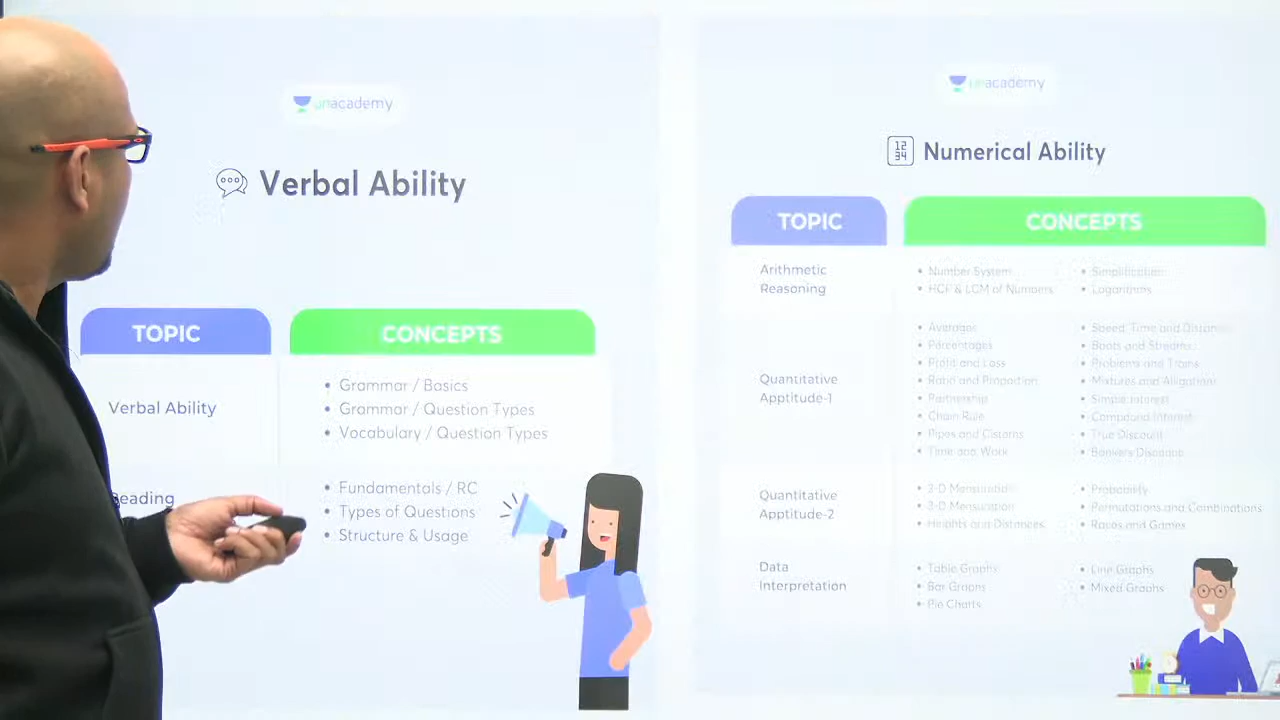 unacademy
Verbal Ability
TOPIC
CONCEPTS
Verbal Ability
• Grammar / Basics
• Grammar / Question Types
• Vocabulary / Question Types
Reading
• Fundamentals / RC
• Types of Questions
• Structure & Usage
unacademy
12
34
Numerical Ability
TOPIC
CONCEPTS
Arithmetic
Reasoning
• Number System
• HCF & LCM of Numbers
• Simplification
• Logarithms
Quantitative
Apptitude-1
• Averages
• Percentages
• Profit and Loss
• Ratio and Proportion
• Partnership
• Chain Rule
• Pipes and Cisterns
• Time and Work
• Speed, Time and Distance
• Boats and Streams
• Problems and Trains
• Mixtures and Alligations
• Simple Interest
• Compound Interest
• True Discount
• Bankers Discount
Quantitative
Apptitude-2
• 3-D Mensuration
• 3-D Mensuration
• Heights and Distances
• Probability
• Permutations and Combinations
• Races and Games
Data
Interpretation
• Table Graphs
• Bar Graphs
• Pie Charts
• Line Graphs
• Mixed Graphs